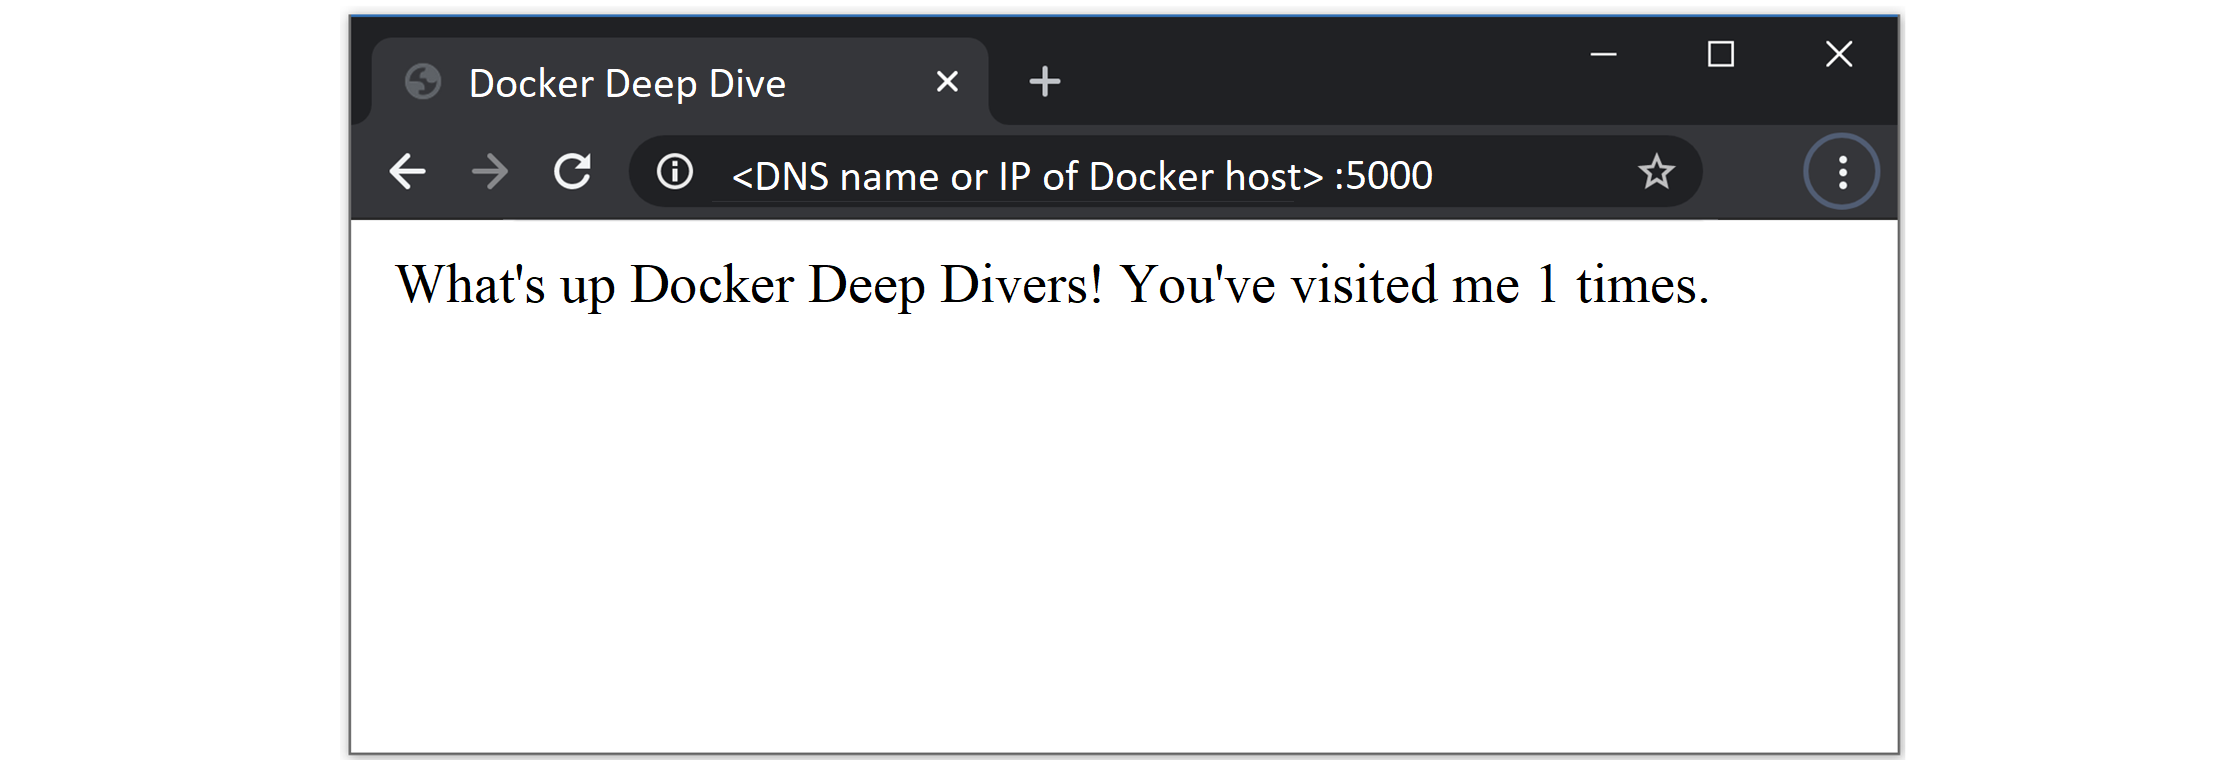 Docker Deep Dive
<DNS name or IP of Docker host> :5000
What's up Docker Deep Divers! You've visited me 1 times.